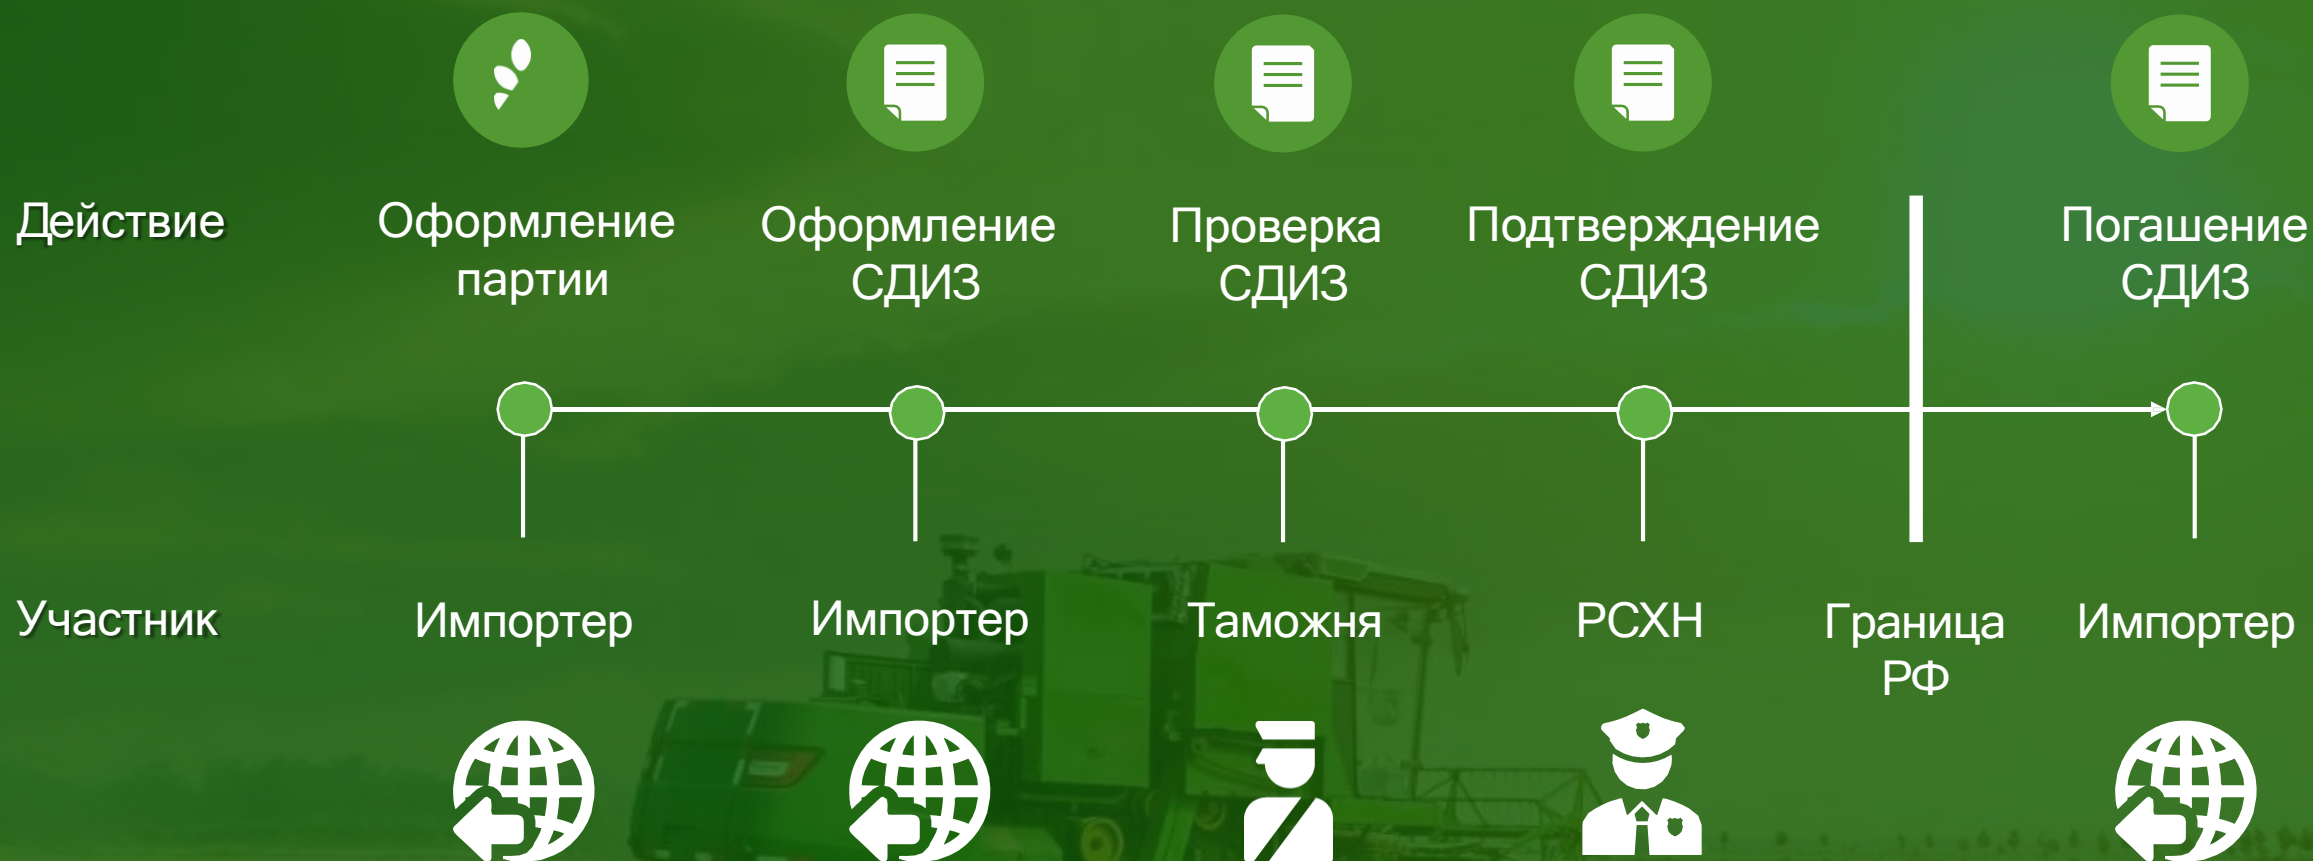 Действие
Оформление
партии
Оформление
СДИЗ
Проверка
СДИЗ
Подтверждение
СДИЗ
Погашение
СДИЗ
Участник
Импортер
Импортер
Таможня
РСХН
Граница
РФ
Импортер